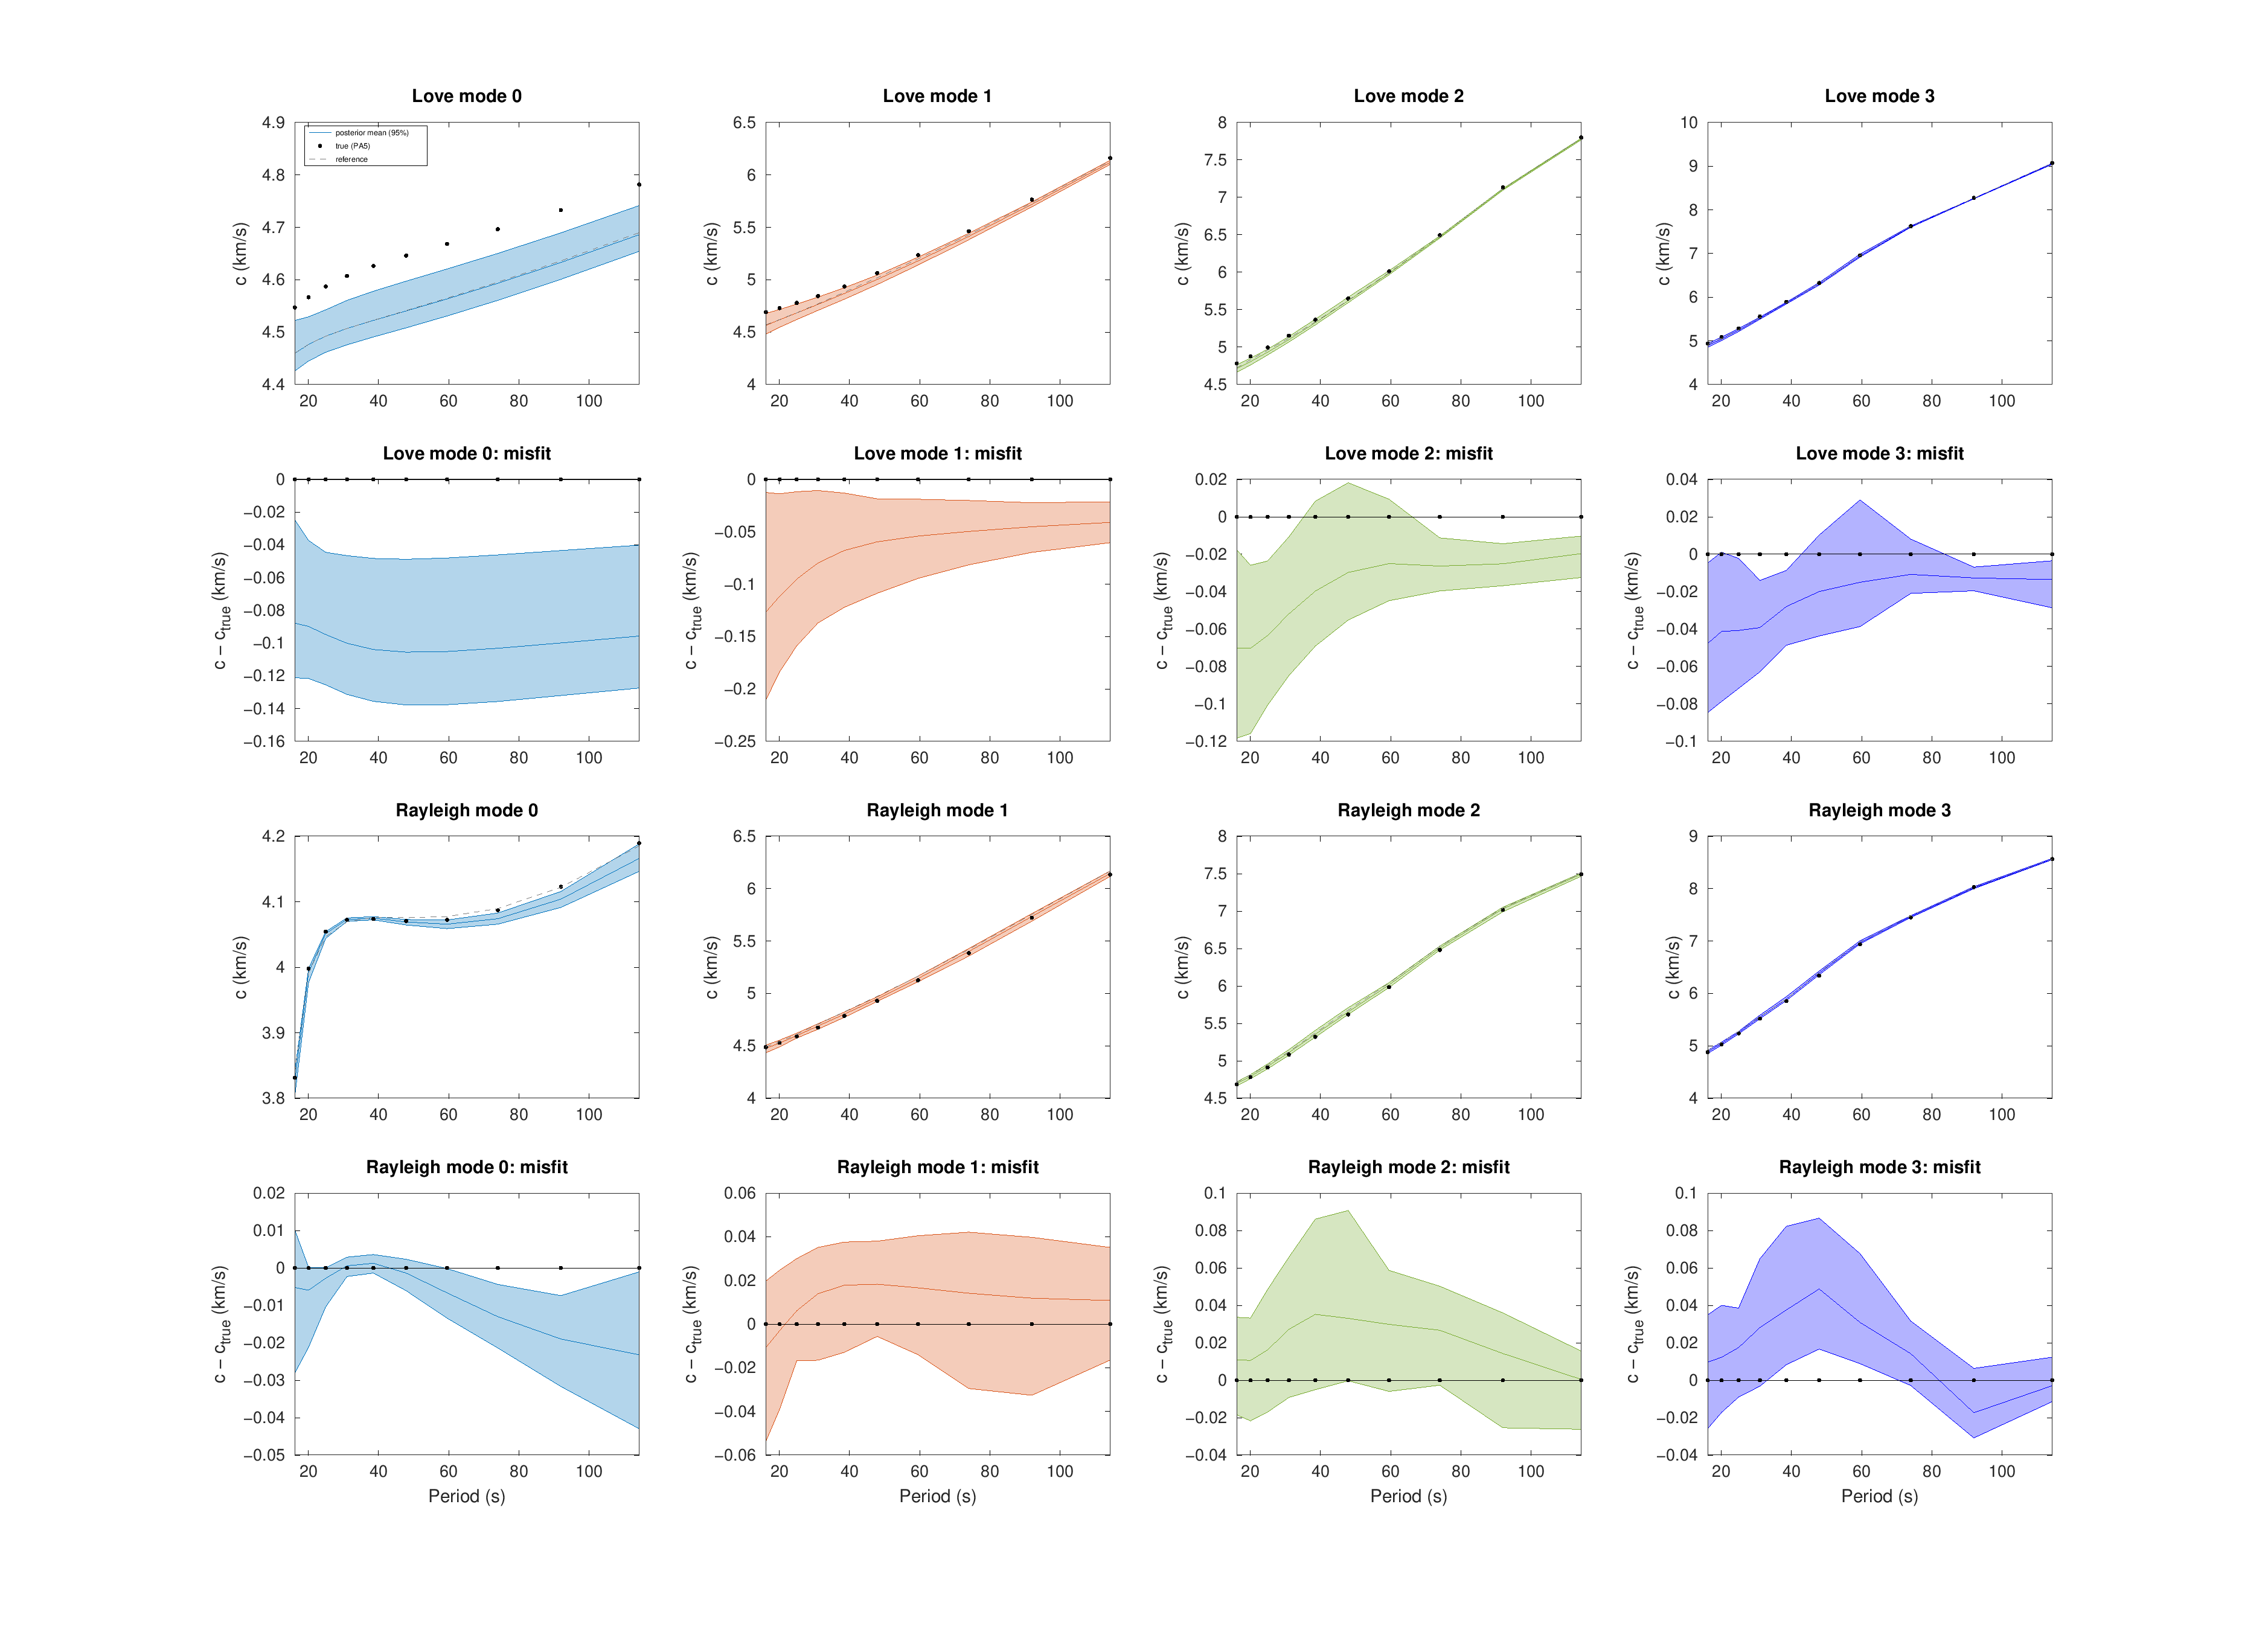 Love mode 0
Love mode 1
Love mode 2
Love mode 3
4.9
4.8
4.7
4.6
4.5
4.4
c (km/s)
posterior mean (95%)
true (PA5)
reference
20 40 60 80 100
6.5
6
5.5
5
4.5
4
c (km/s)
20 40 60 80 100
8
7.5
7
6.5
6
5.5
5
4.5
c (km/s)
20 40 60 80 100
10
9
8
7
6
5
4
c (km/s)
20 40 60 80 100
Love mode 0: misfit
Love mode 1: misfit
Love mode 2: misfit
Love mode 3: misfit
0
−0.02
−0.04
−0.06
−0.08
−0.1
−0.12
−0.14
−0.16
c − c_true (km/s)
20 40 60 80 100
0
−0.05
−0.1
−0.15
−0.2
−0.25
c − c_true (km/s)
20 40 60 80 100
0.02
0
−0.02
−0.04
−0.06
−0.08
−0.1
−0.12
c − c_true (km/s)
20 40 60 80 100
0.04
0.02
0
−0.02
−0.04
−0.06
−0.08
−0.1
c − c_true (km/s)
20 40 60 80 100
Rayleigh mode 0
Rayleigh mode 1
Rayleigh mode 2
Rayleigh mode 3
4.2
4.1
4
3.9
3.8
c (km/s)
20 40 60 80 100
6.5
6
5.5
5
4.5
4
c (km/s)
20 40 60 80 100
8
7.5
7
6.5
6
5.5
5
4.5
c (km/s)
20 40 60 80 100
9
8
7
6
5
4
c (km/s)
20 40 60 80 100
Rayleigh mode 0: misfit
Rayleigh mode 1: misfit
Rayleigh mode 2: misfit
Rayleigh mode 3: misfit
0.02
0.01
0
−0.01
−0.02
−0.03
−0.04
−0.05
c − c_true (km/s)
20 40 60 80 100
Period (s)
0.06
0.04
0.02
0
−0.02
−0.04
−0.06
c − c_true (km/s)
20 40 60 80 100
Period (s)
0.1
0.08
0.06
0.04
0.02
0
−0.02
−0.04
c − c_true (km/s)
20 40 60 80 100
Period (s)
0.1
0.08
0.06
0.04
0.02
0
−0.02
−0.04
c − c_true (km/s)
20 40 60 80 100
Period (s)